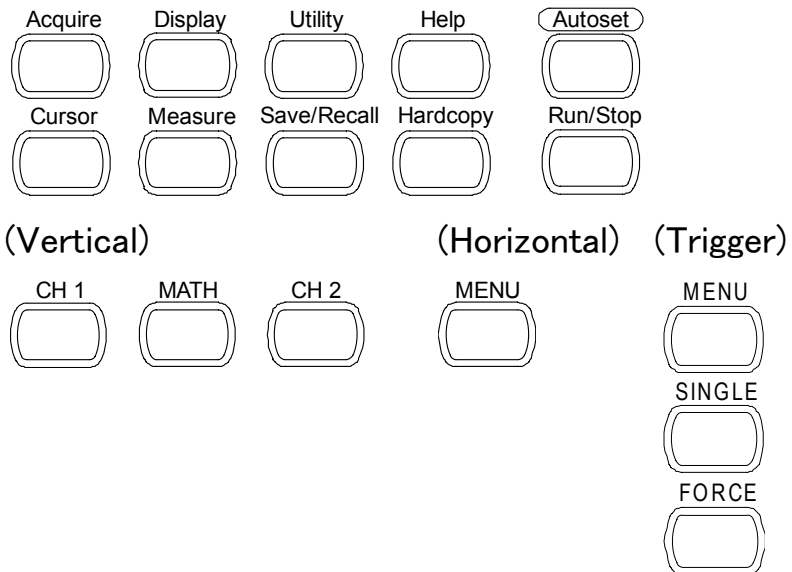 Acquire Display Utility Help Autoset
Cursor Measure Save/Recall Hardcopy Run/Stop
(Vertical) (Horizontal) (Trigger)
CH 1 MATH CH 2 MENU MENU
SINGLE
FORCE